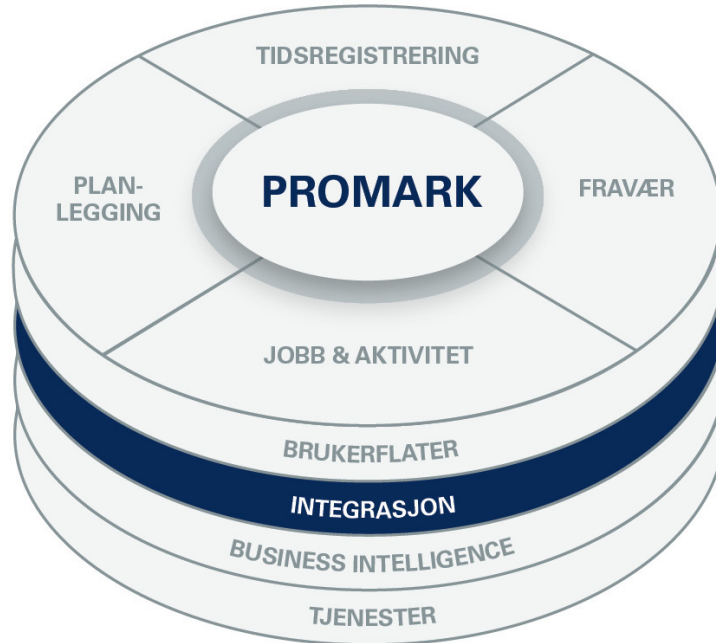 TIDSREGISTRERING
PLAN-
LEGGING
PROMARK
FRAVÆR
JOBB & AKTIVITET
BRUKERFLATER
INTEGRASJON
BUSINESS INTELLIGENCE
TJENESTER